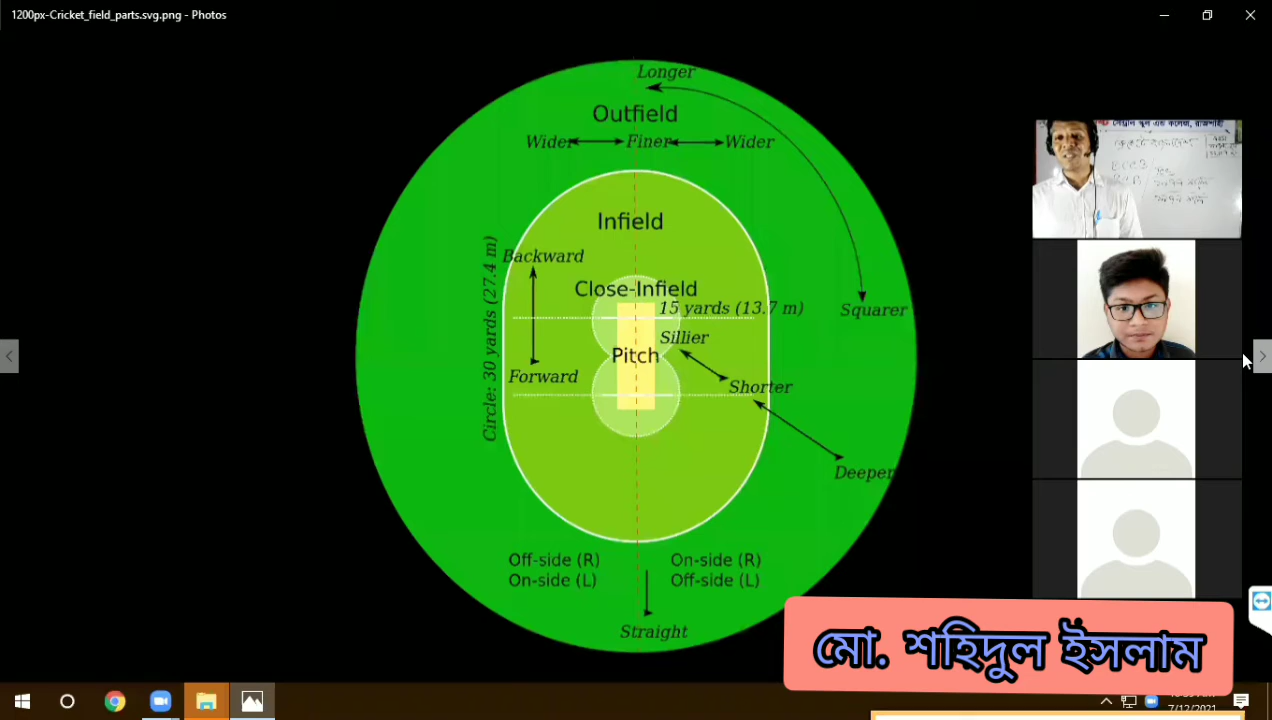 1200px-Cricket_field_parts.svg.png - Photos
Longer
Outfield
Wider Finer Wider
Infield
Backward
Close-Infield
15 yards (13.7 m)
Squarer
Sillier
Pitch
Forward
Shorter
Circle: 30 yards (27.4 m)
Deeper
Off-side (R) On-side (R)
On-side (L) Off-side (L)
Straight
মো. শহিদুল ইসলাম
7/12/2021